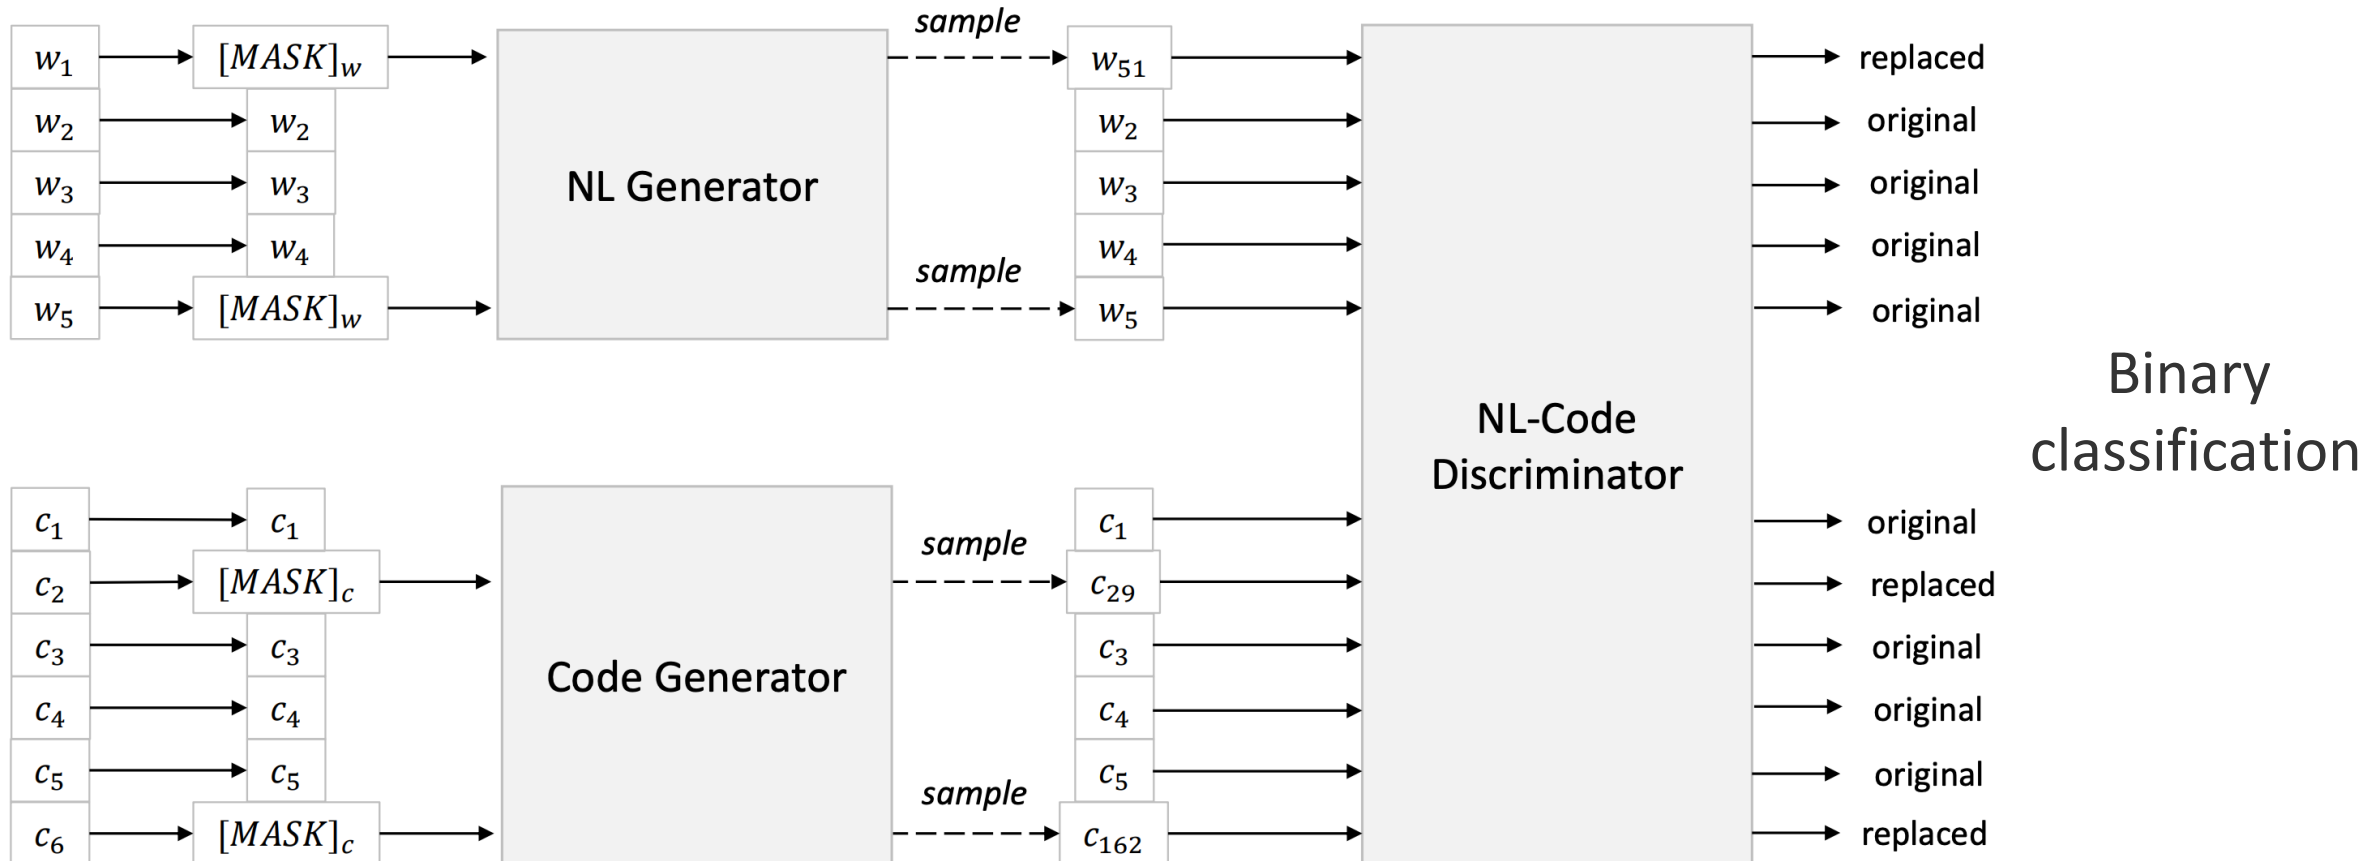 sample
w₁ [MASK]w w₅₁ replaced
w₂ w₂ w₂ original
w₃ w₃ NL Generator w₃ original
w₄ w₄ w₄ original
sample
w₅ [MASK]w w₅ original
Binary
classification
NL-Code
Discriminator
c₁ c₁ c₁ original
sample
c₂ [MASK]c c₂₉ replaced
c₃ c₃ c₃ original
Code Generator
c₄ c₄ c₄ original
c₅ c₅ c₅ original
sample
c₆ [MASK]c c₁₆₂ replaced